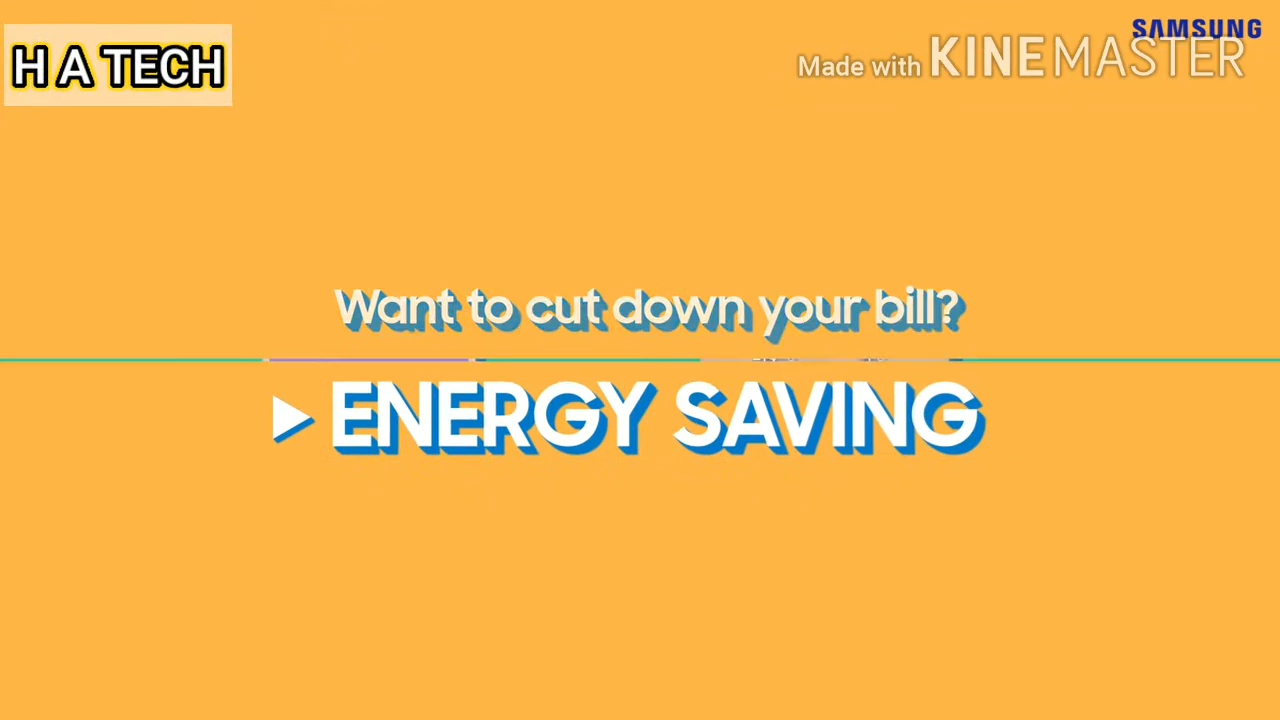 H A TECH
SAMSUNG
Made with KINEMASTER
Want to cut down your bill?
ENERGY SAVING